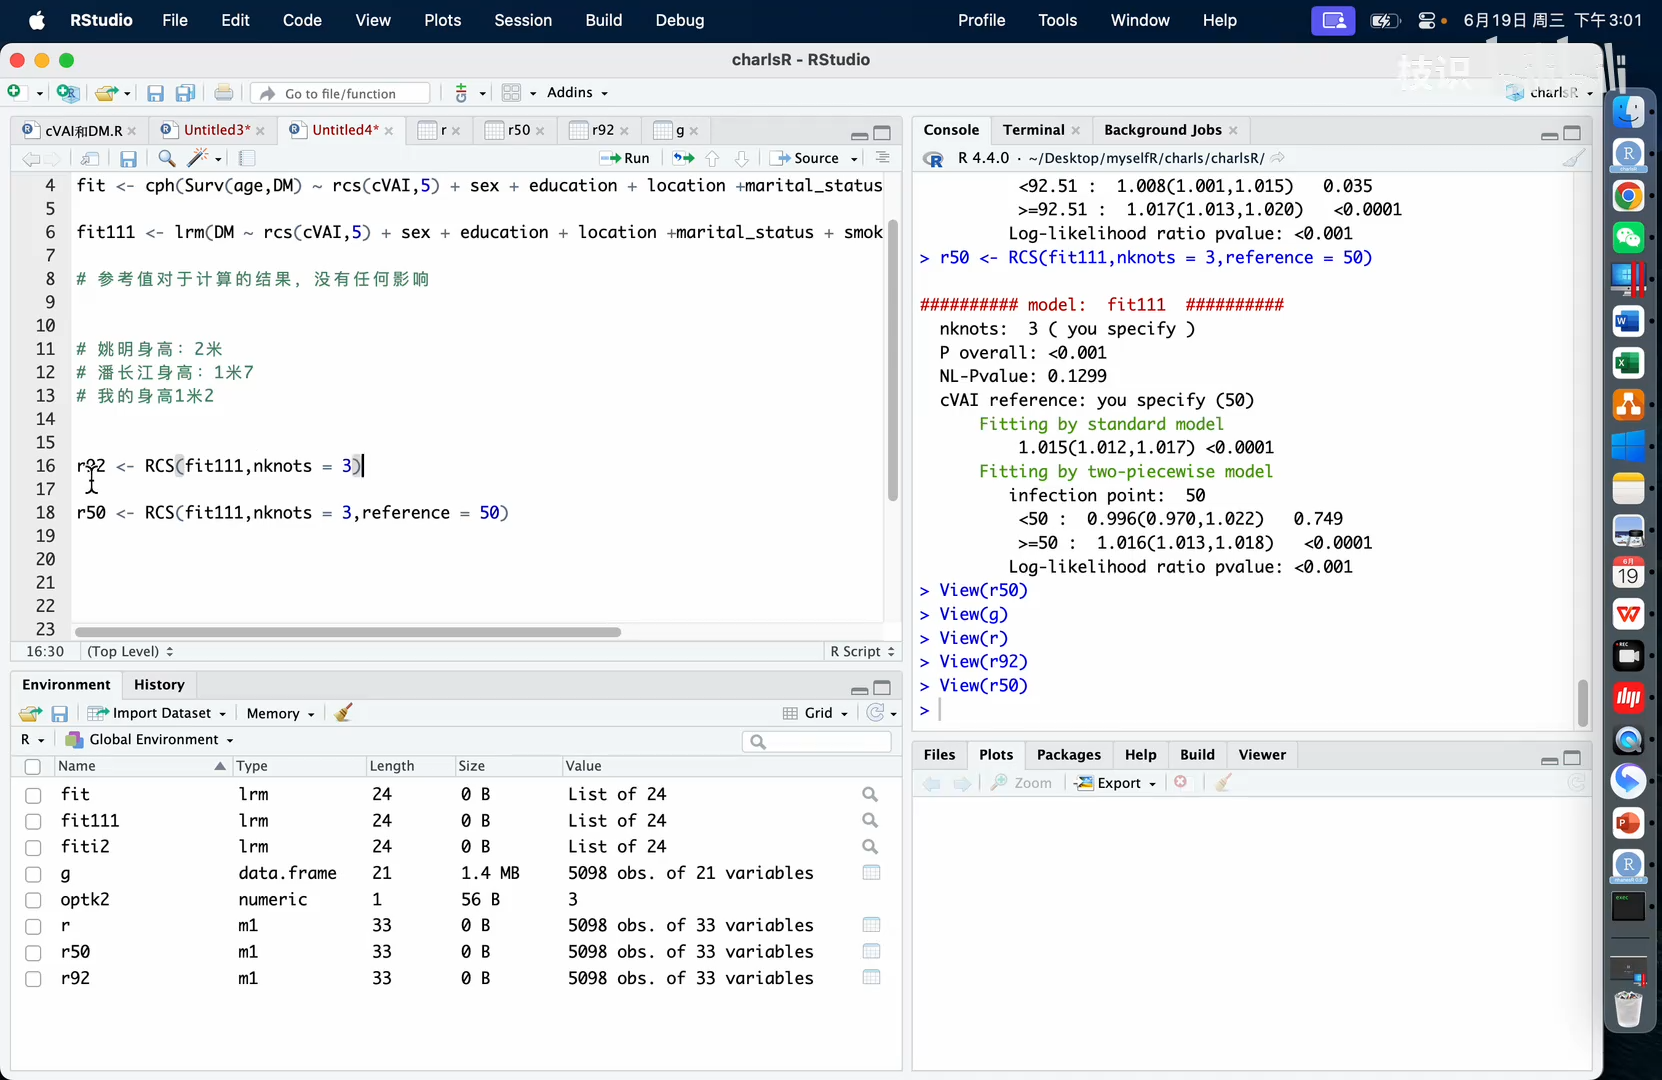 RStudio File Edit Code View Plots Session Build Debug Profile Tools Window Help 6月19日 周三 下午3:01
charlsR - RStudio
枝识
Go to file/function Addins charlsR
cVAI和DM.R Untitled3* Untitled4* r r50 r92 g
Run Source
4 fit <- cph(Surv(age,DM) ~ rcs(cVAI,5) + sex + education + location +marital_status
5
6 fit111 <- lrm(DM ~ rcs(cVAI,5) + sex + education + location +marital_status + smok
7
8 # 参考值对于计算的结果，没有任何影响
9
10
11 # 姚明身高：2米
12 # 潘长江身高：1米7
13 # 我的身高1米2
14
15
16 r92 <- RCS(fit111,nknots = 3)
17
18 r50 <- RCS(fit111,nknots = 3,reference = 50)
19
20
21
22
23
16:30 (Top Level) R Script
Environment History
Import Dataset Memory Grid
R Global Environment
Name Type Length Size Value
fit lrm 24 0 B List of 24
fit111 lrm 24 0 B List of 24
fiti2 lrm 24 0 B List of 24
g data.frame 21 1.4 MB 5098 obs. of 21 variables
optk2 numeric 1 56 B 3
r m1 33 0 B 5098 obs. of 33 variables
r50 m1 33 0 B 5098 obs. of 33 variables
r92 m1 33 0 B 5098 obs. of 33 variables
Console Terminal Background Jobs
R 4.4.0 · ~/Desktop/myselfR/charls/charlsR/
<92.51 : 1.008(1.001,1.015) 0.035
>=92.51 : 1.017(1.013,1.020) <0.0001
Log-likelihood ratio pvalue: <0.001
> r50 <- RCS(fit111,nknots = 3,reference = 50)
########## model: fit111 ##########
nknots: 3 ( you specify )
P overall: <0.001
NL-Pvalue: 0.1299
cVAI reference: you specify (50)
Fitting by standard model
1.015(1.012,1.017) <0.0001
Fitting by two-piecewise model
infection point: 50
<50 : 0.996(0.970,1.022) 0.749
>=50 : 1.016(1.013,1.018) <0.0001
Log-likelihood ratio pvalue: <0.001
> View(r50)
> View(g)
> View(r)
> View(r92)
> View(r50)
>
Files Plots Packages Help Build Viewer
Zoom Export